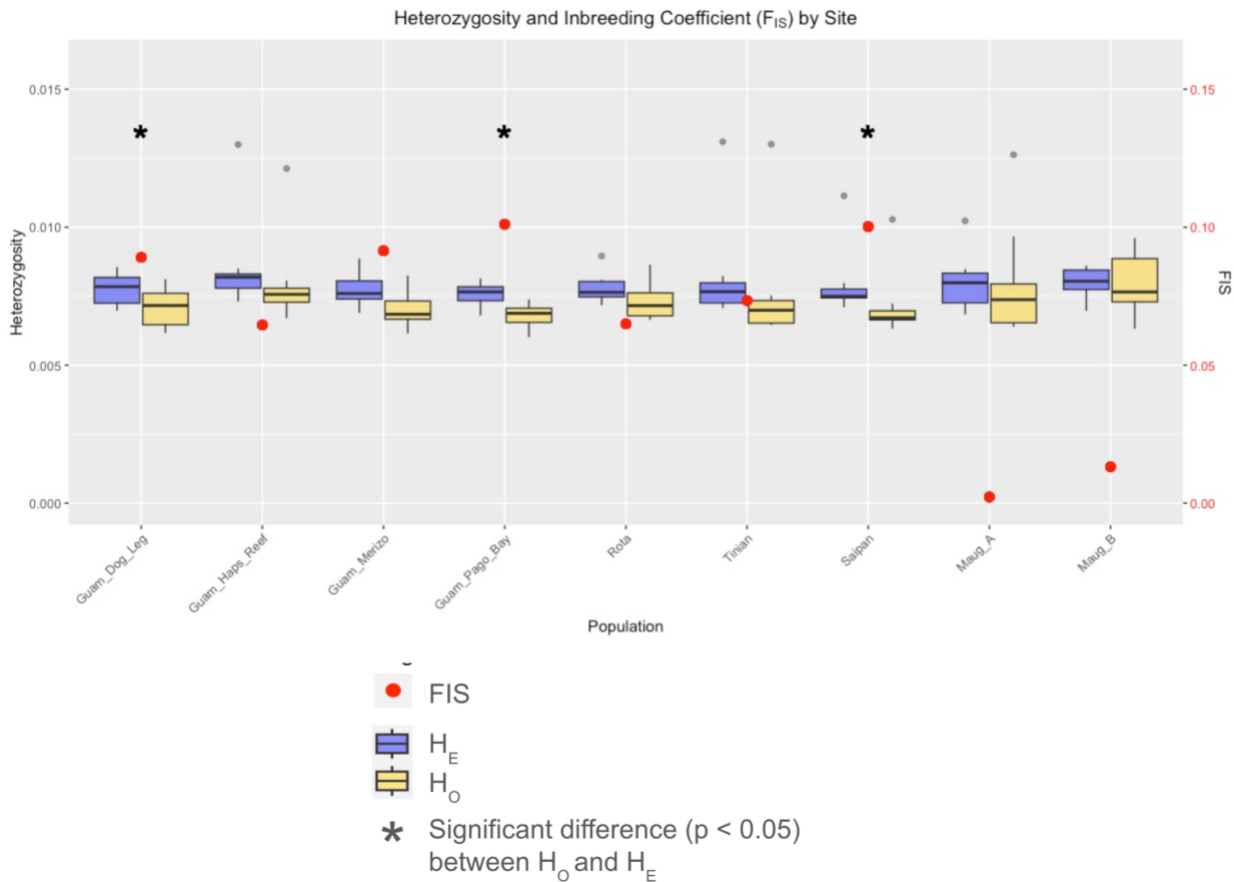 Heterozygosity and Inbreeding Coefficient (FIS) by Site
Heterozygosity
0.015
0.010
0.005
0.000
0.15
0.10
0.05
0.00
FIS
*
*
*
Guam_Dog_Leg
Guam_Haps_Reef
Guam_Merizo
Guam_Pago_Bay
Rota
Tinian
Saipan
Maug_A
Maug_B
Population
FIS
HE
HO
* Significant difference (p < 0.05)
between HO and HE